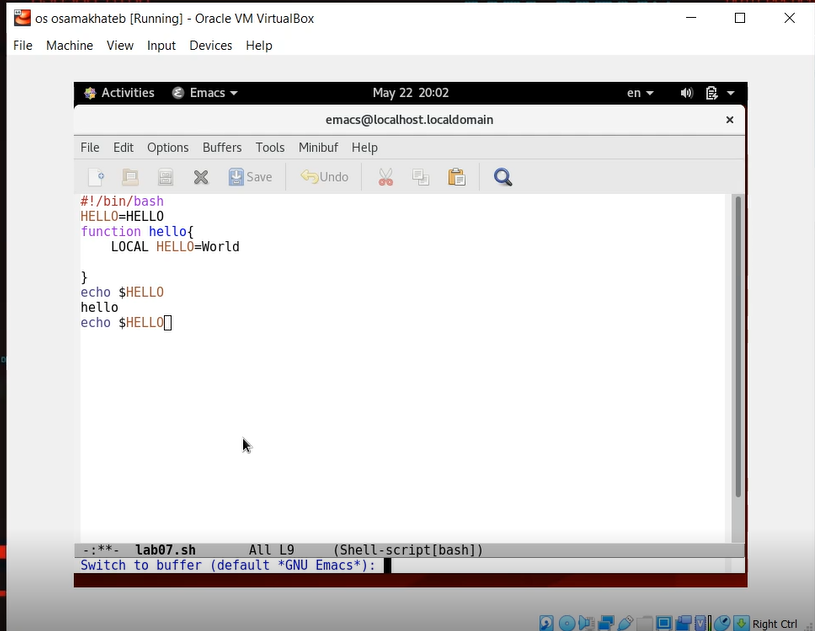 os osamakhateb [Running] - Oracle VM VirtualBox
File Machine View Input Devices Help
Activities Emacs May 22 20:02 en
emacs@localhost.localdomain
File Edit Options Buffers Tools Minibuf Help
Save Undo
#!/bin/bash
HELLO=HELLO
function hello{
    LOCAL HELLO=World
}
echo $HELLO
hello
echo $HELLO
-:**- lab07.sh All L9 (Shell-script[bash])
Switch to buffer (default *GNU Emacs*):
Right Ctrl